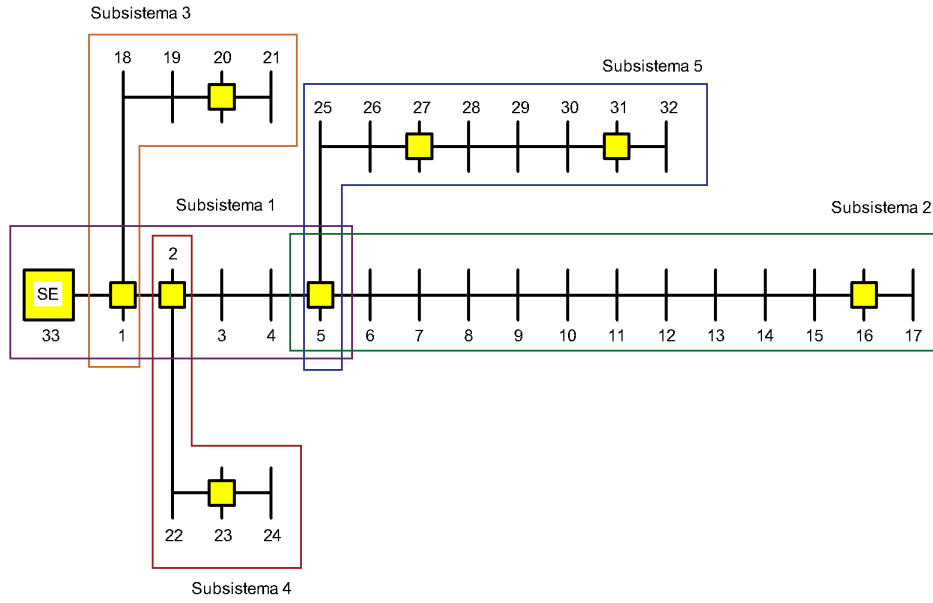 Subsistema 3
18 19 20 21
Subsistema 5
25 26 27 28 29 30 31 32
Subsistema 1
Subsistema 2
2
SE
33 1 3 4 5 6 7 8 9 10 11 12 13 14 15 16 17
22 23 24
Subsistema 4